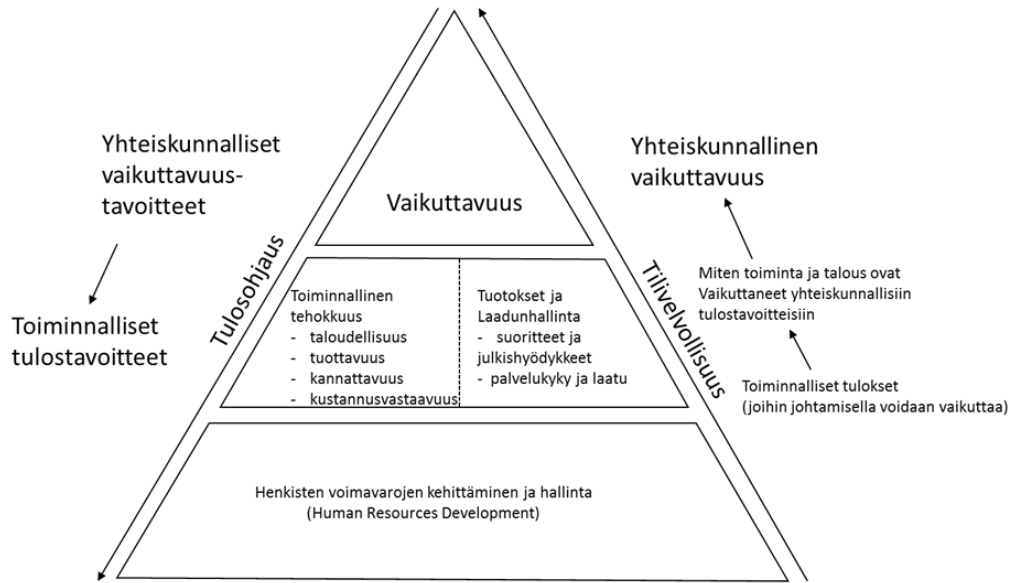 Yhteiskunnalliset
vaikuttavuus-
tavoitteet
Toiminnalliset
tulostavoitteet
Tulosohjaus
Vaikuttavuus
Toiminnallinen
tehokkuus
- taloudellisuus
- tuottavuus
- kannattavuus
- kustannusvastaavuus
Tuotokset ja
Laadunhallinta
- suoritteet ja
julkishyödykkeet
- palvelukyky ja laatu
Henkisten voimavarojen kehittäminen ja hallinta
(Human Resources Development)
Tilivelvollisuus
Yhteiskunnallinen
vaikuttavuus
Miten toiminta ja talous ovat
Vaikuttaneet yhteiskunnallisiin
tulostavoitteisiin
Toiminnalliset tulokset
(joihin johtamisella voidaan vaikuttaa)